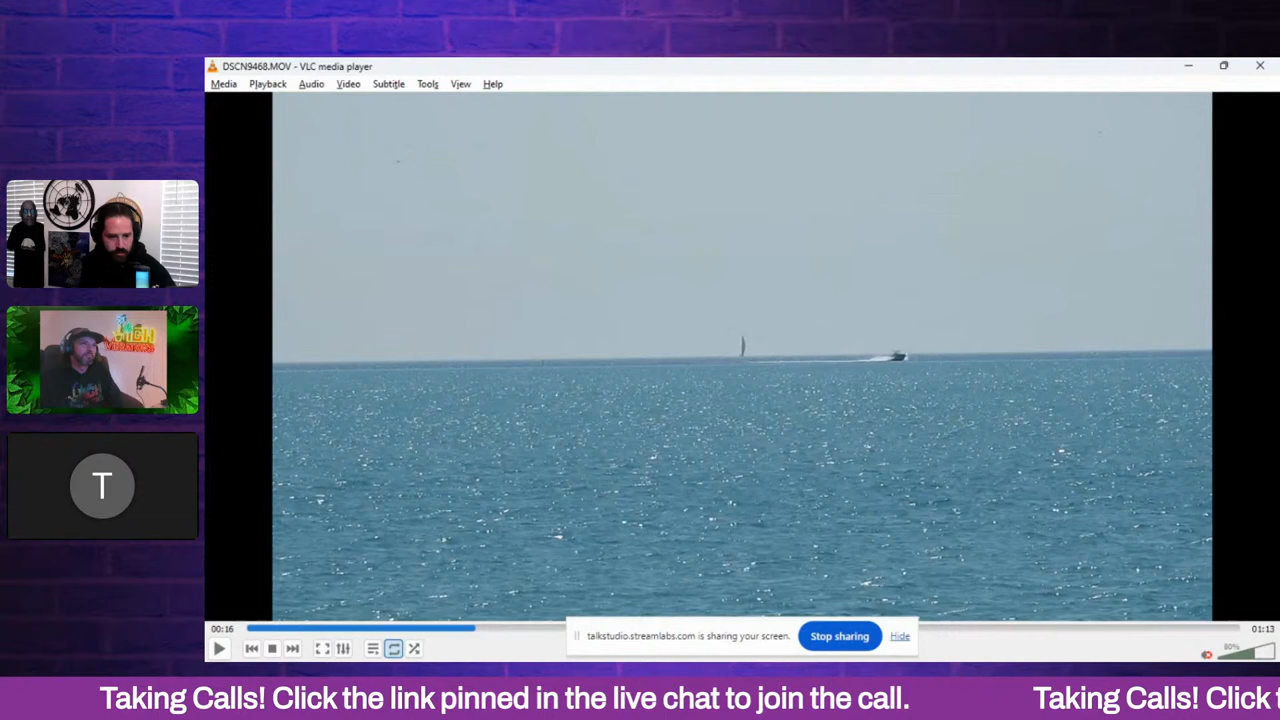 DSCN9468.MOV - VLC media player
Media Playback Audio Video Subtitle Tools View Help
T
00:16
01:13
talkstudio.streamlabs.com is sharing your screen.
Stop sharing
Hide
80%
Taking Calls! Click the link pinned in the live chat to join the call.
Taking Calls! Click t